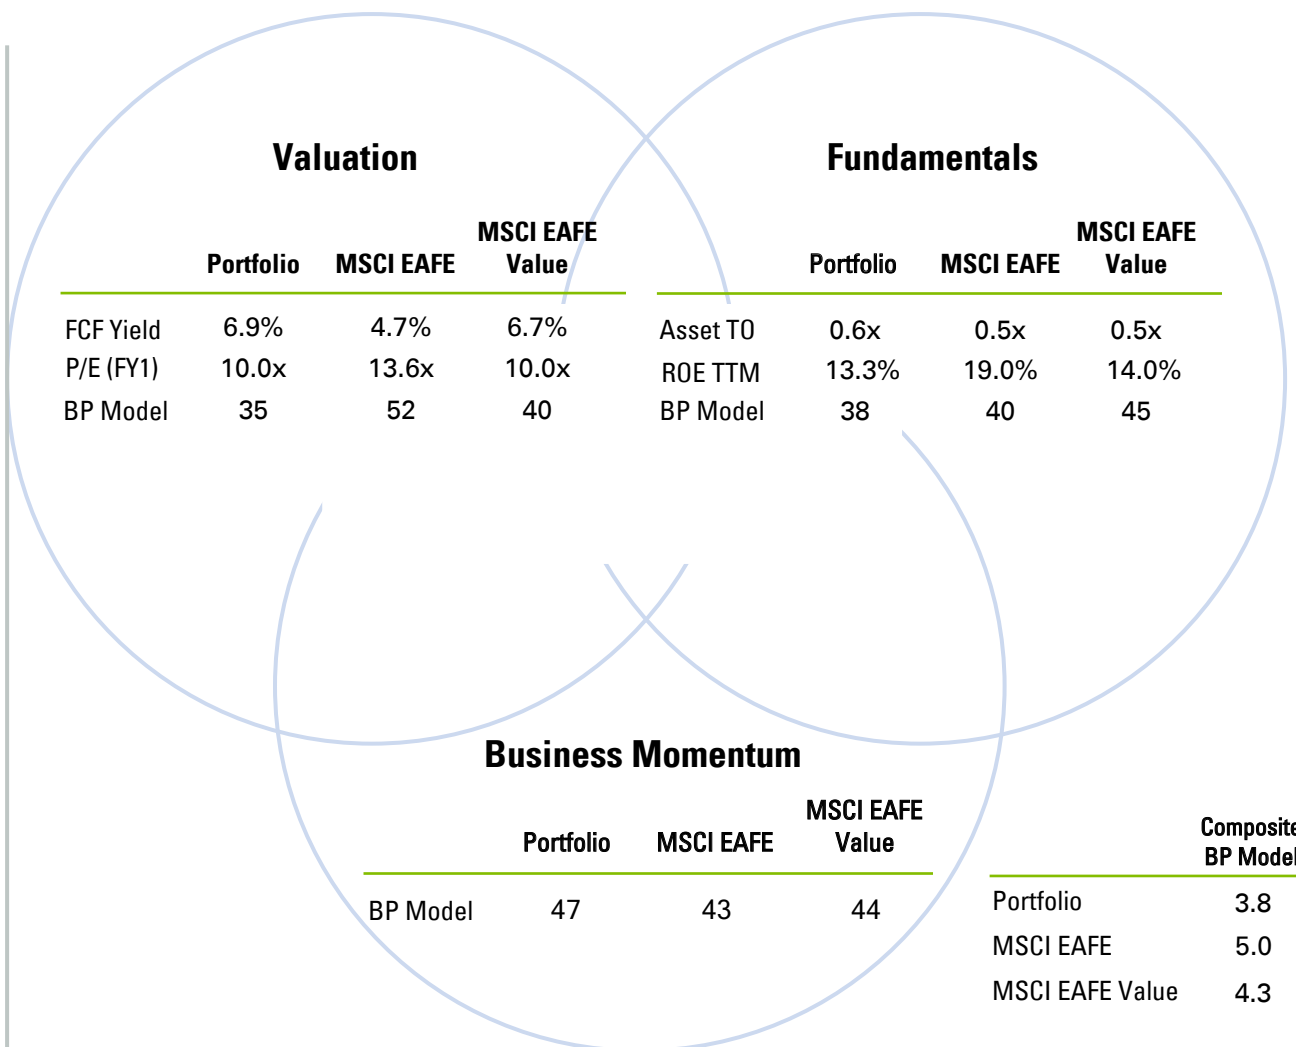 Valuation
MSCI EAFE
Portfolio MSCI EAFE Value
FCF Yield 6.9% 4.7% 6.7%
P/E (FY1) 10.0x 13.6x 10.0x
BP Model 35 52 40
Fundamentals
MSCI EAFE
Portfolio MSCI EAFE Value
Asset TO 0.6x 0.5x 0.5x
ROE TTM 13.3% 19.0% 14.0%
BP Model 38 40 45
Business Momentum
MSCI EAFE
Portfolio MSCI EAFE Value
BP Model 47 43 44
Composite
BP Model
Portfolio 3.8
MSCI EAFE 5.0
MSCI EAFE Value 4.3